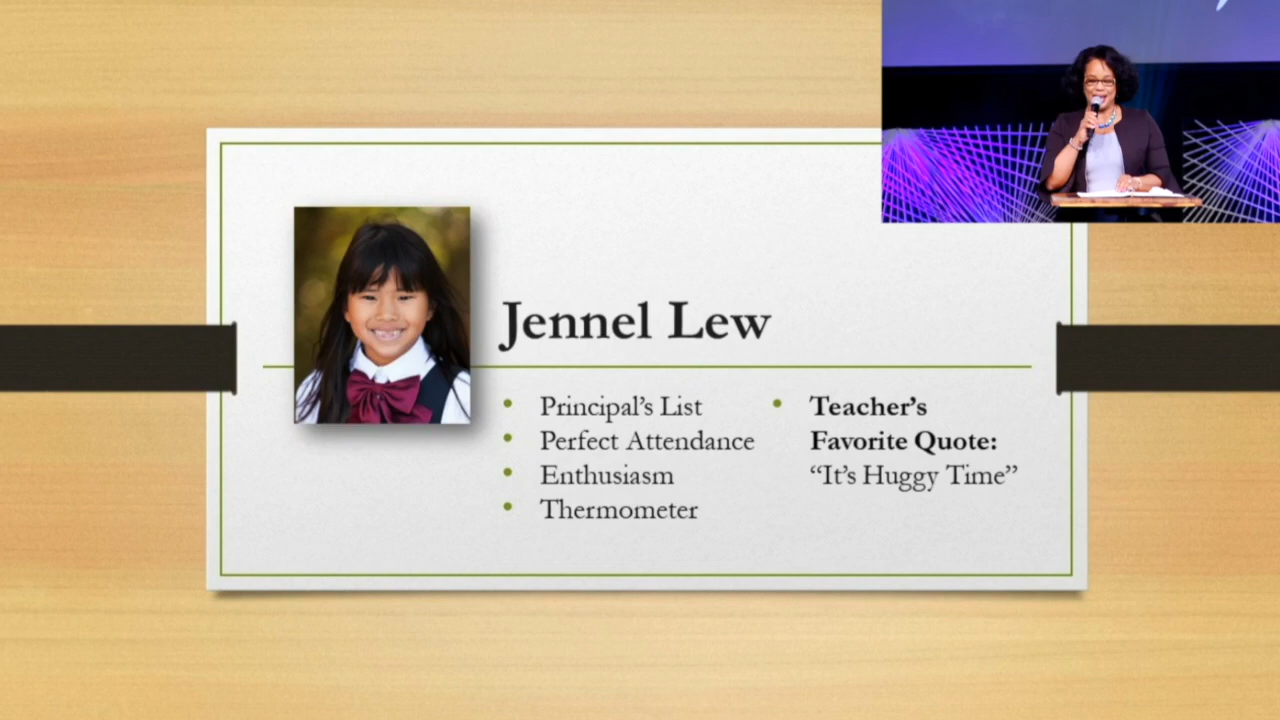 Jennel Lew
• Principal’s List
• Perfect Attendance
• Enthusiasm
• Thermometer
• Teacher’s
Favorite Quote:
“It’s Huggy Time”